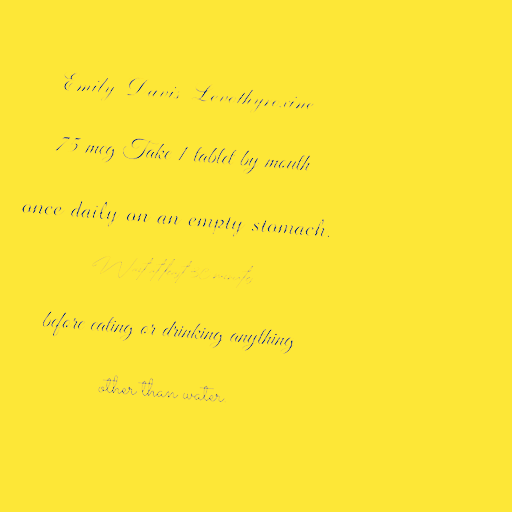 Emily Davis Levothyroxine
75 mcg Take 1 tablet by mouth
once daily on an empty stomach.
Wait at least minutes
before eating or drinking anything
other than water